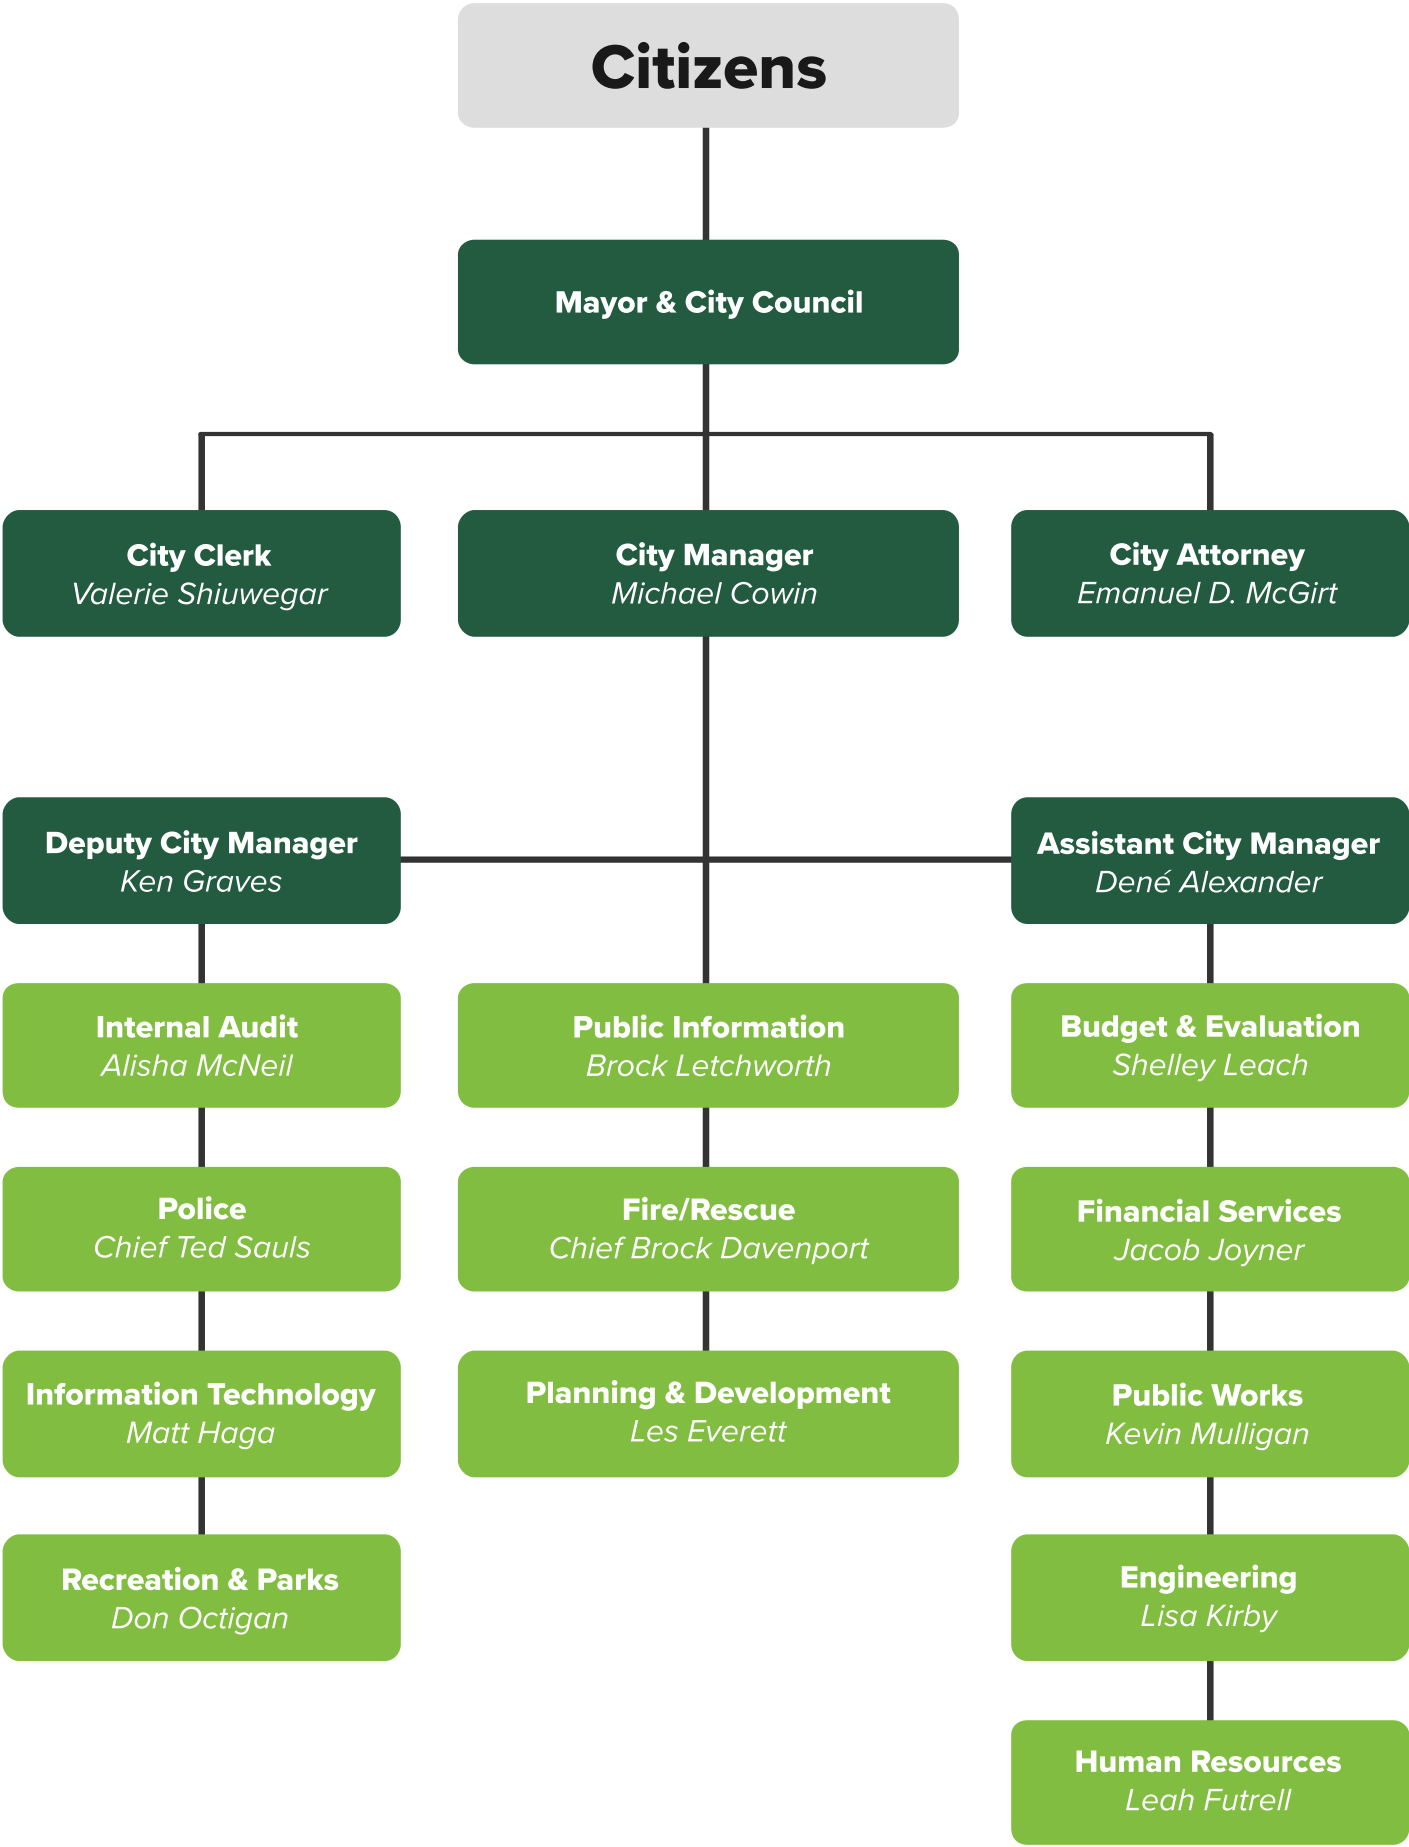 Citizens
Mayor & City Council
City Clerk
Valerie Shiuwegar
City Manager
Michael Cowin
City Attorney
Emanuel D. McGirt
Deputy City Manager
Ken Graves
Assistant City Manager
Dené Alexander
Internal Audit
Alisha McNeil
Public Information
Brock Letchworth
Budget & Evaluation
Shelley Leach
Police
Chief Ted Sauls
Fire/Rescue
Chief Brock Davenport
Financial Services
Jacob Joyner
Information Technology
Matt Haga
Planning & Development
Les Everett
Public Works
Kevin Mulligan
Recreation & Parks
Don Octigan
Engineering
Lisa Kirby
Human Resources
Leah Futrell